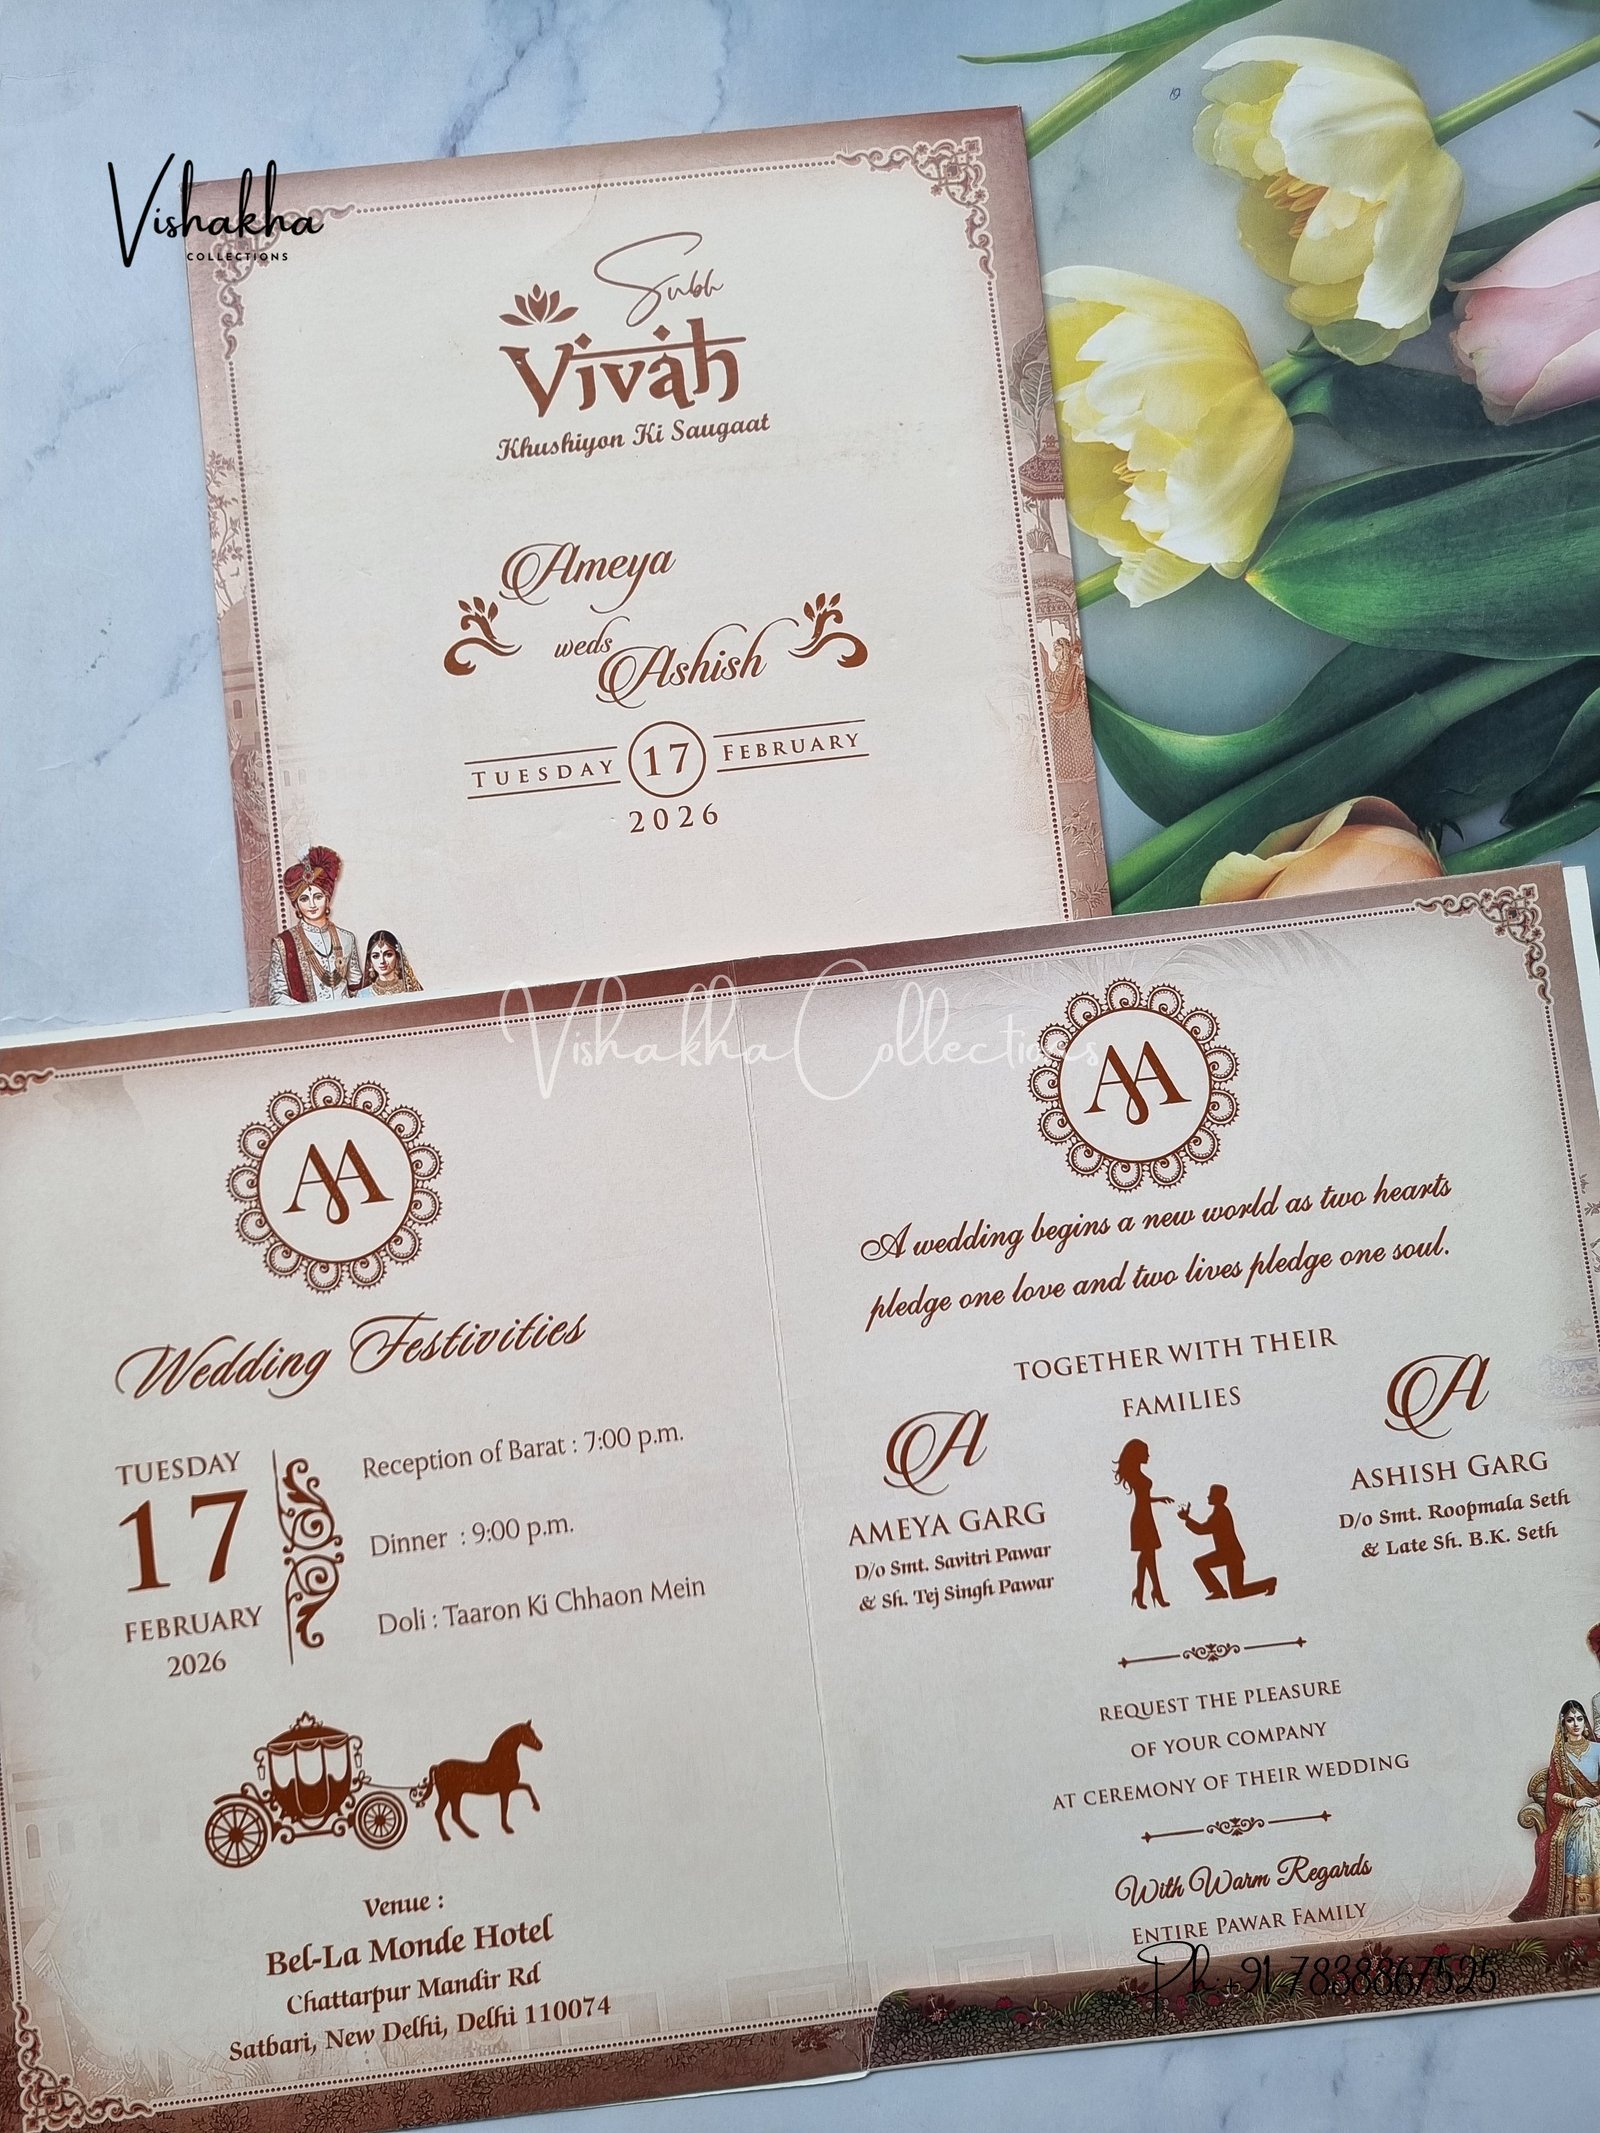 Vishakha
COLLECTIONS
Subh
Vivah
Khushiyon Ki Saugaat
Ameya
weds
Ashish
TUESDAY 17 FEBRUARY
2026
Vishakha Collections
AA
Wedding Festivities
TUESDAY
17
FEBRUARY
2026
Reception of Barat : 7:00 p.m.
Dinner : 9:00 p.m.
Doli : Taaron Ki Chhaon Mein
Venue :
Bel-La Monde Hotel
Chattarpur Mandir Rd
Satbari, New Delhi, Delhi 110074
AA
A wedding begins a new world as two hearts
pledge one love and two lives pledge one soul.
TOGETHER WITH THEIR
FAMILIES
A
AMEYA GARG
D/o Smt. Savitri Pawar
& Sh. Tej Singh Pawar
A
ASHISH GARG
D/o Smt. Roopmala Seth
& Late Sh. B.K. Seth
REQUEST THE PLEASURE
OF YOUR COMPANY
AT CEREMONY OF THEIR WEDDING
With Warm Regards
ENTIRE PAWAR FAMILY
Ph:+91 7838867525